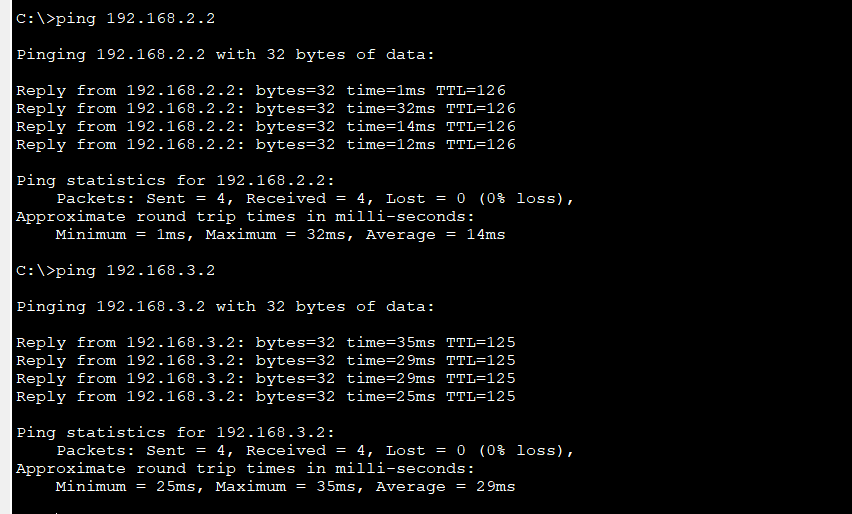 C:\>ping 192.168.2.2
Pinging 192.168.2.2 with 32 bytes of data:
Reply from 192.168.2.2: bytes=32 time=1ms TTL=126
Reply from 192.168.2.2: bytes=32 time=32ms TTL=126
Reply from 192.168.2.2: bytes=32 time=14ms TTL=126
Reply from 192.168.2.2: bytes=32 time=12ms TTL=126
Ping statistics for 192.168.2.2:
Packets: Sent = 4, Received = 4, Lost = 0 (0% loss),
Approximate round trip times in milli-seconds:
Minimum = 1ms, Maximum = 32ms, Average = 14ms
C:\>ping 192.168.3.2
Pinging 192.168.3.2 with 32 bytes of data:
Reply from 192.168.3.2: bytes=32 time=35ms TTL=125
Reply from 192.168.3.2: bytes=32 time=29ms TTL=125
Reply from 192.168.3.2: bytes=32 time=29ms TTL=125
Reply from 192.168.3.2: bytes=32 time=25ms TTL=125
Ping statistics for 192.168.3.2:
Packets: Sent = 4, Received = 4, Lost = 0 (0% loss),
Approximate round trip times in milli-seconds:
Minimum = 25ms, Maximum = 35ms, Average = 29ms